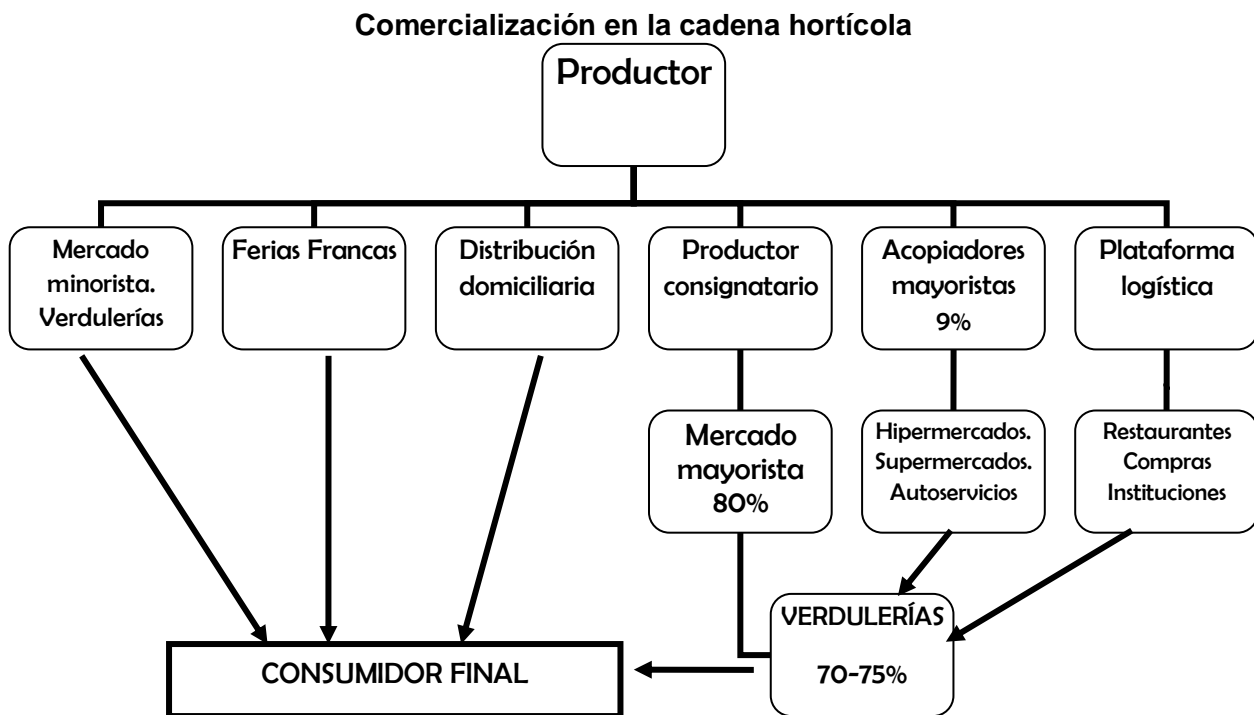 Comercialización en la cadena hortícola
Productor
Mercado
minorista.
Verdulerías
Ferias Francas
Distribución
domiciliaria
Productor
consignatario
Acopiadores
mayoristas
9%
Plataforma
logística
Mercado
mayorista
80%
Hipermercados.
Supermercados.
Autoservicios
Restaurantes
Compras
Instituciones
VERDULERÍAS
70-75%
CONSUMIDOR FINAL